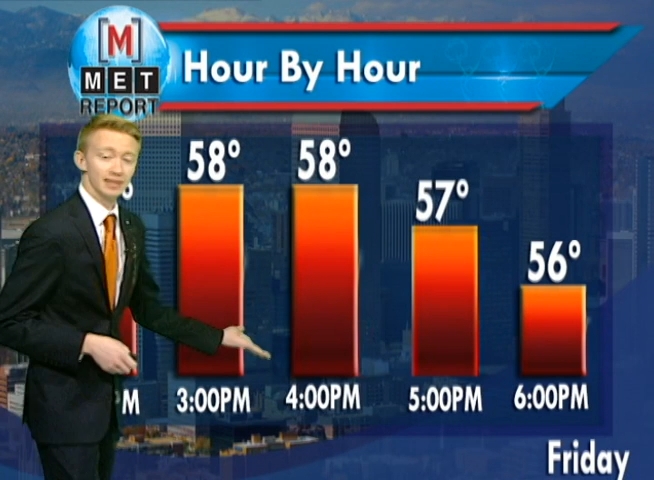 [M]
MET
REPORT
Hour By Hour
58° 58° 57° 56°
3:00PM 4:00PM 5:00PM 6:00PM
Friday